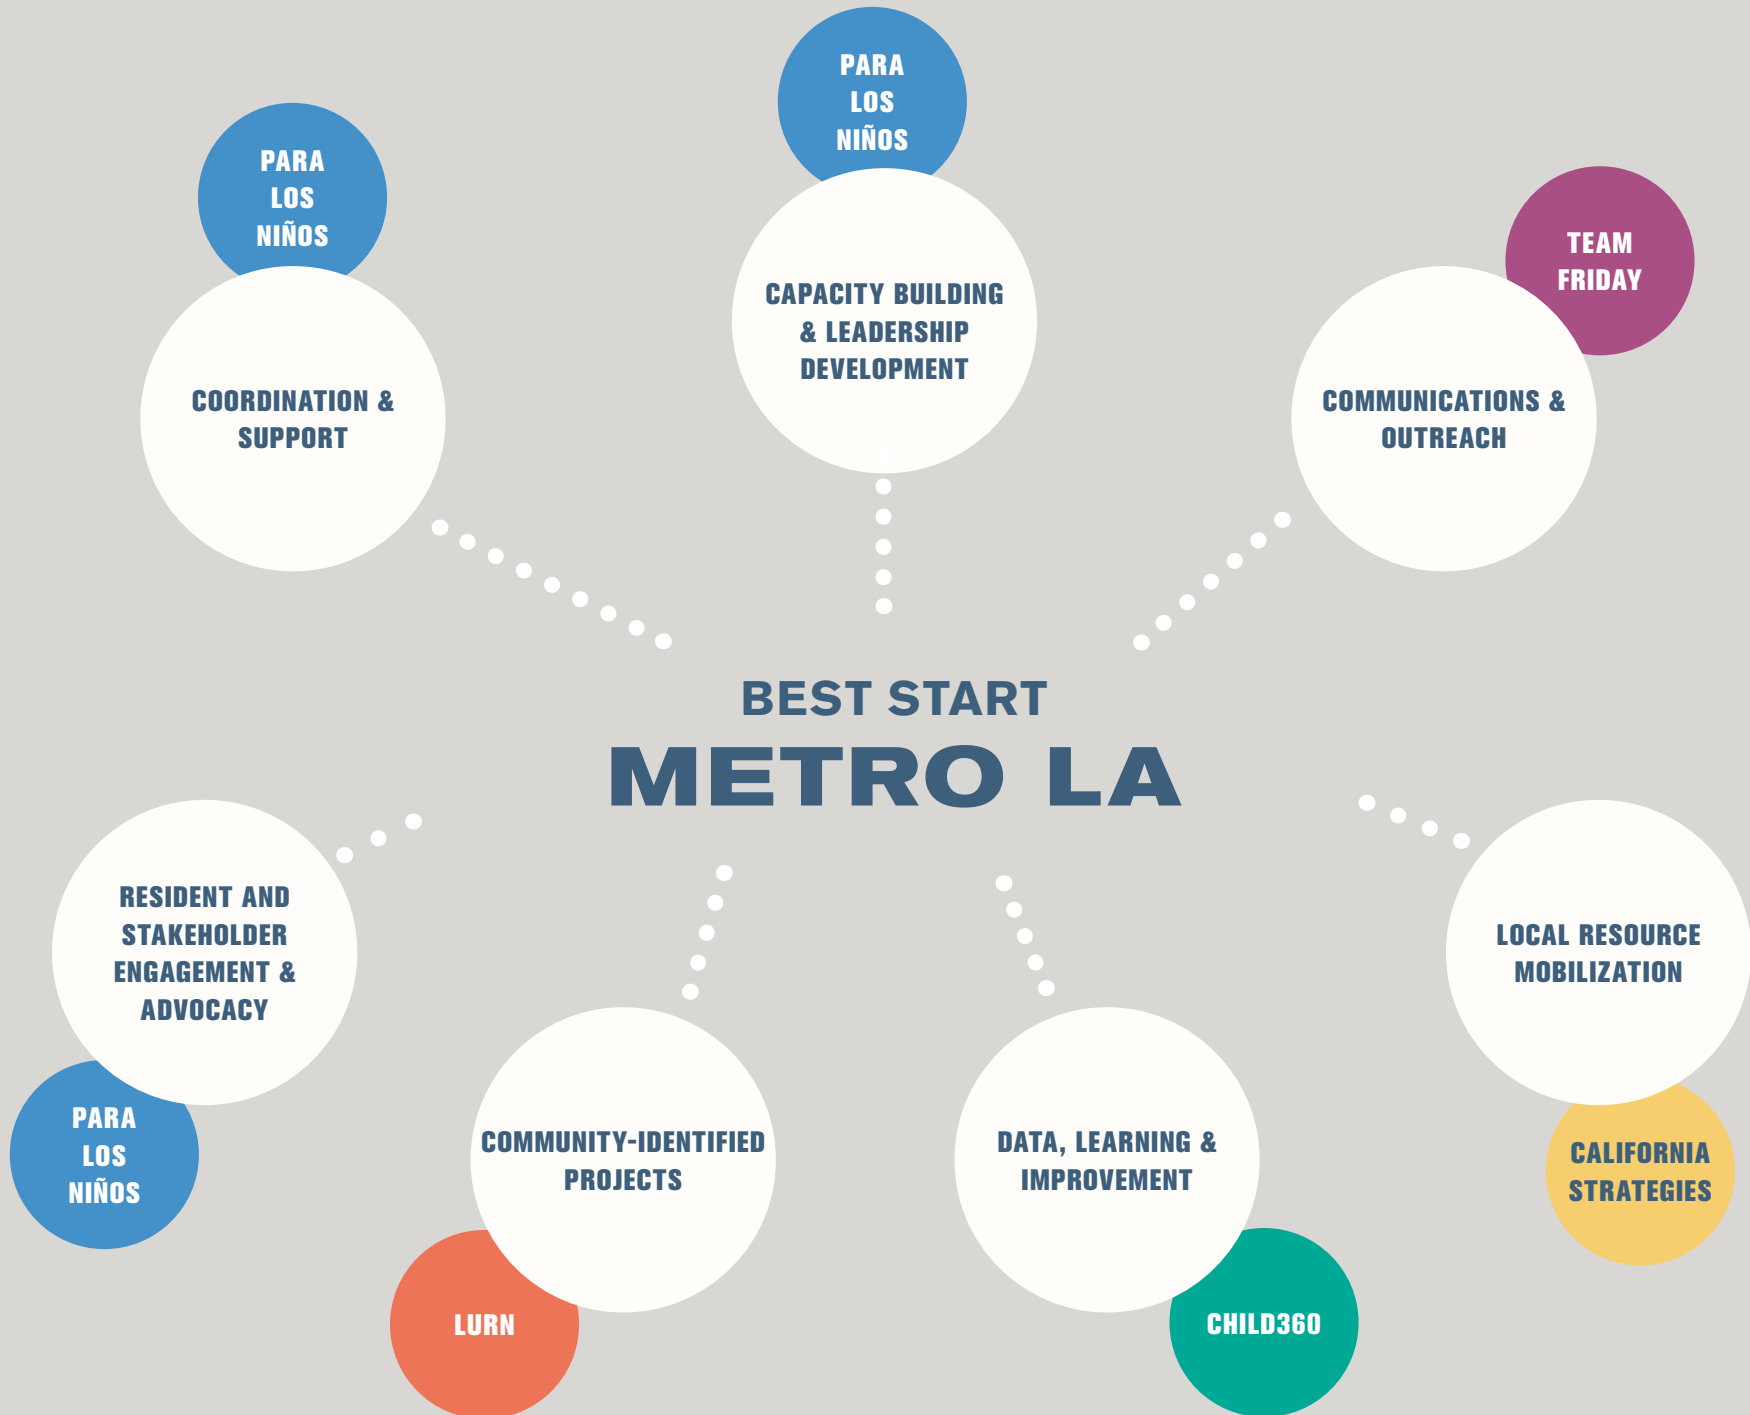 PARA
LOS
NIÑOS
COORDINATION &
SUPPORT
PARA
LOS
NIÑOS
CAPACITY BUILDING
& LEADERSHIP
DEVELOPMENT
TEAM
FRIDAY
COMMUNICATIONS &
OUTREACH
BEST START
METRO LA
RESIDENT AND
STAKEHOLDER
ENGAGEMENT &
ADVOCACY
PARA
LOS
NIÑOS
COMMUNITY-IDENTIFIED
PROJECTS
LURN
DATA, LEARNING &
IMPROVEMENT
CHILD360
LOCAL RESOURCE
MOBILIZATION
CALIFORNIA
STRATEGIES